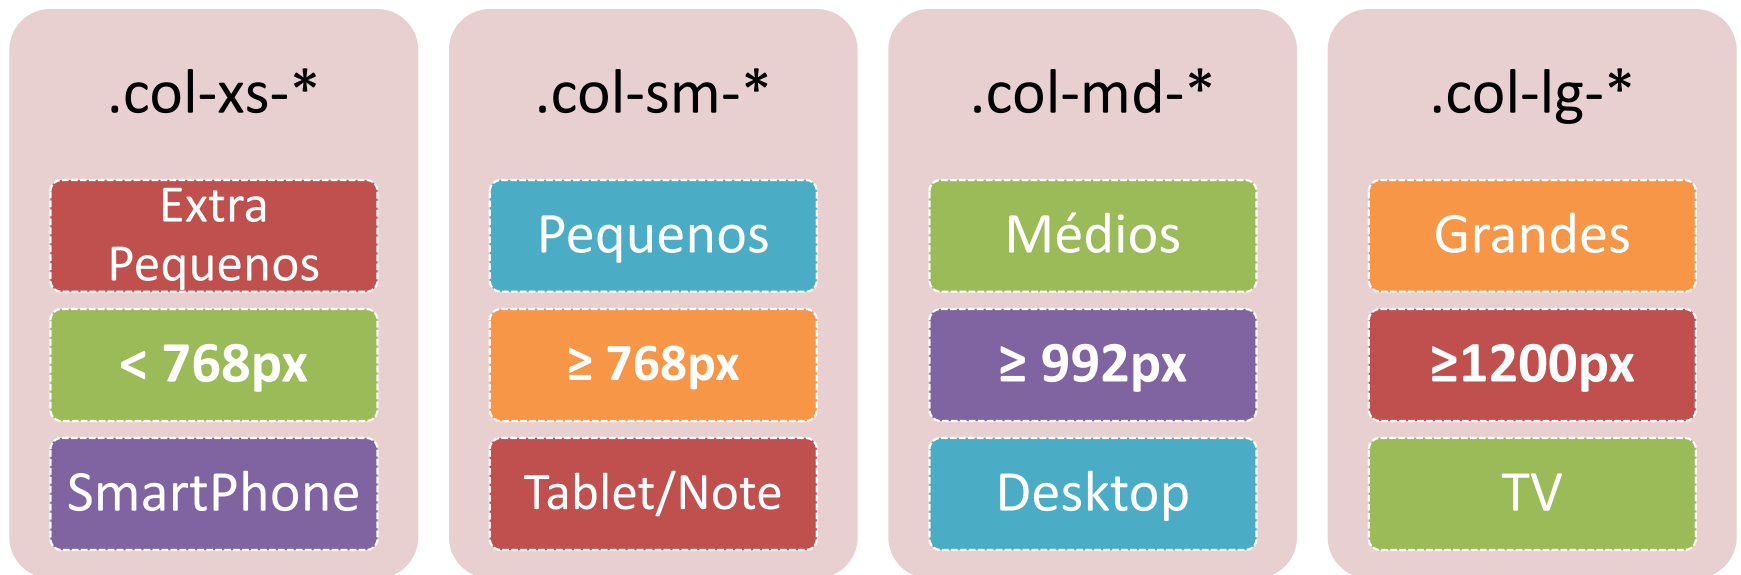 .col-xs-*
Extra
Pequenos
< 768px
SmartPhone
.col-sm-*
Pequenos
≥ 768px
Tablet/Note
.col-md-*
Médios
≥ 992px
Desktop
.col-lg-*
Grandes
≥1200px
TV